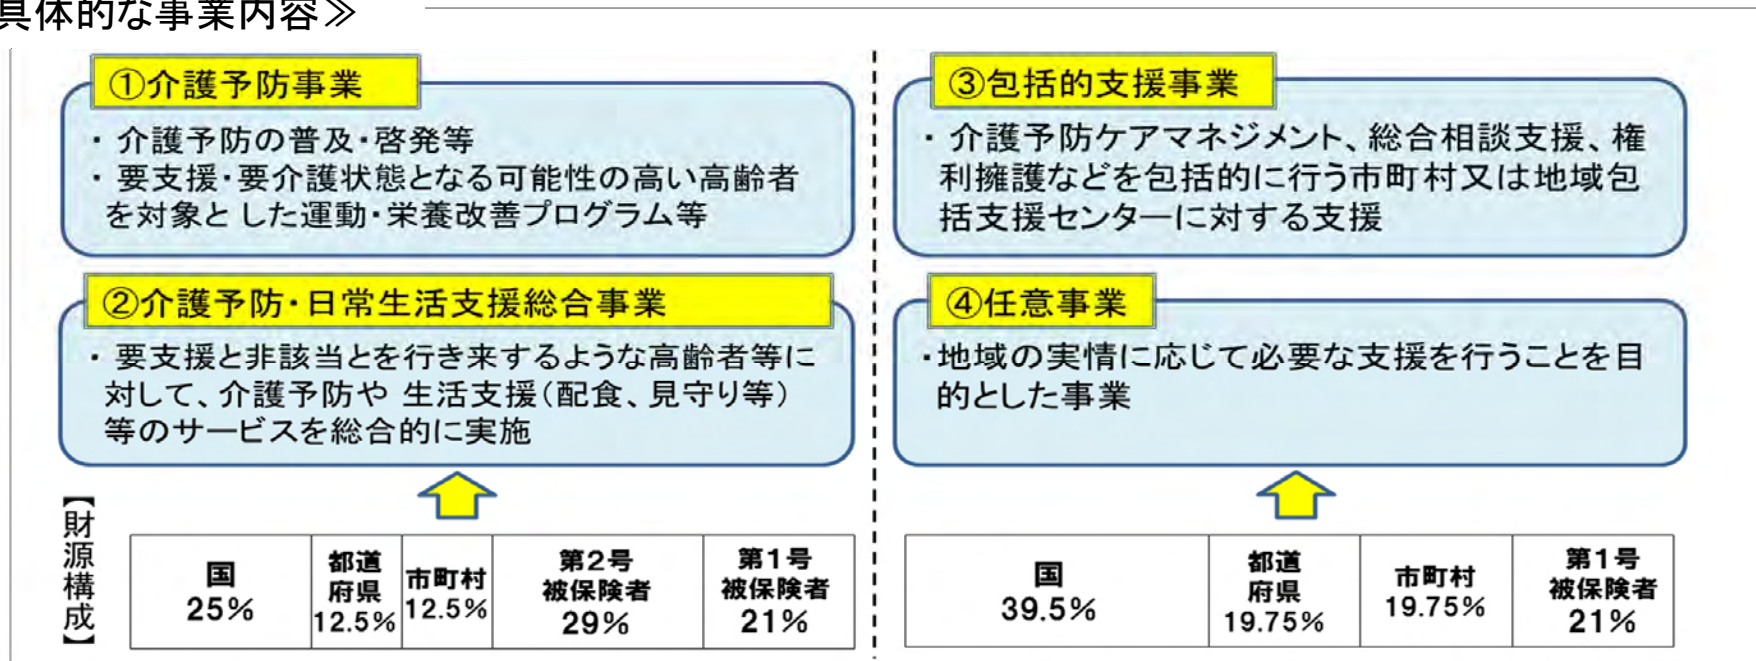 具体的な事業内容≫
①介護予防事業
・ 介護予防の普及・啓発等
・ 要支援・要介護状態となる可能性の高い高齢者
を対象と した運動・栄養改善プログラム等
②介護予防・日常生活支援総合事業
・ 要支援と非該当とを行き来するような高齢者等に
対して、介護予防や 生活支援（配食、見守り等）
等のサービスを総合的に実施
③包括的支援事業
・ 介護予防ケアマネジメント、総合相談支援、権
利擁護などを包括的に行う市町村又は地域包
括支援センターに対する支援
④任意事業
・地域の実情に応じて必要な支援を行うことを目
的とした事業
【財源構成】
国
25%
都道
府県
12.5%
市町村
12.5%
第2号
被保険者
29%
第1号
被保険者
21%
国
39.5%
都道
府県
19.75%
市町村
19.75%
第1号
被保険者
21%